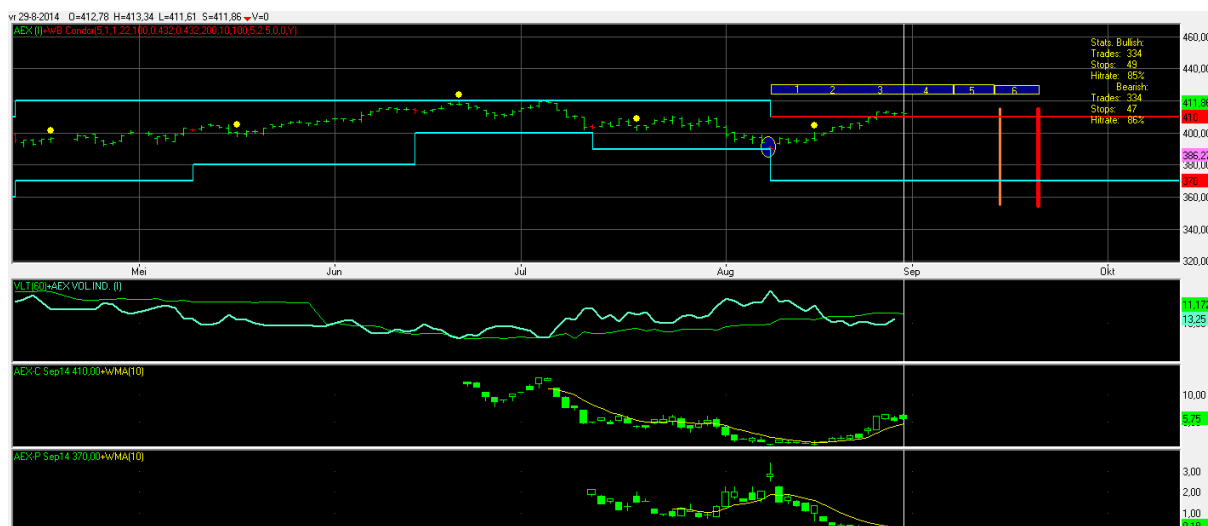 vr 29-8-2014 O=412,78 H=413,34 L=411,61 S=411,86 V=0
AEX (I)+WB Condor(5,1,1,22,100,0.432,0.432,200,10,100,5,2.5,0,0,Y)
460,00
Stats. Bullish:
Trades: 334
Stops: 49
Hitrate: 85%
Bearish:
Trades: 334
Stops: 47
Hitrate: 86%
440,00
1 2 3 4 5 6
411,86
410
400,00
386,27
380,00
370
360,00
340,00
320,00
Mei Jun Jul Aug Sep Okt
VLT(60)+AEX VOL.IND. (I)
11,172
13,25
AEX-C Sep14 410,00+WMA(10)
10,00
5,75
AEX-P Sep14 370,00+WMA(10)
3,00
2,00
1,00